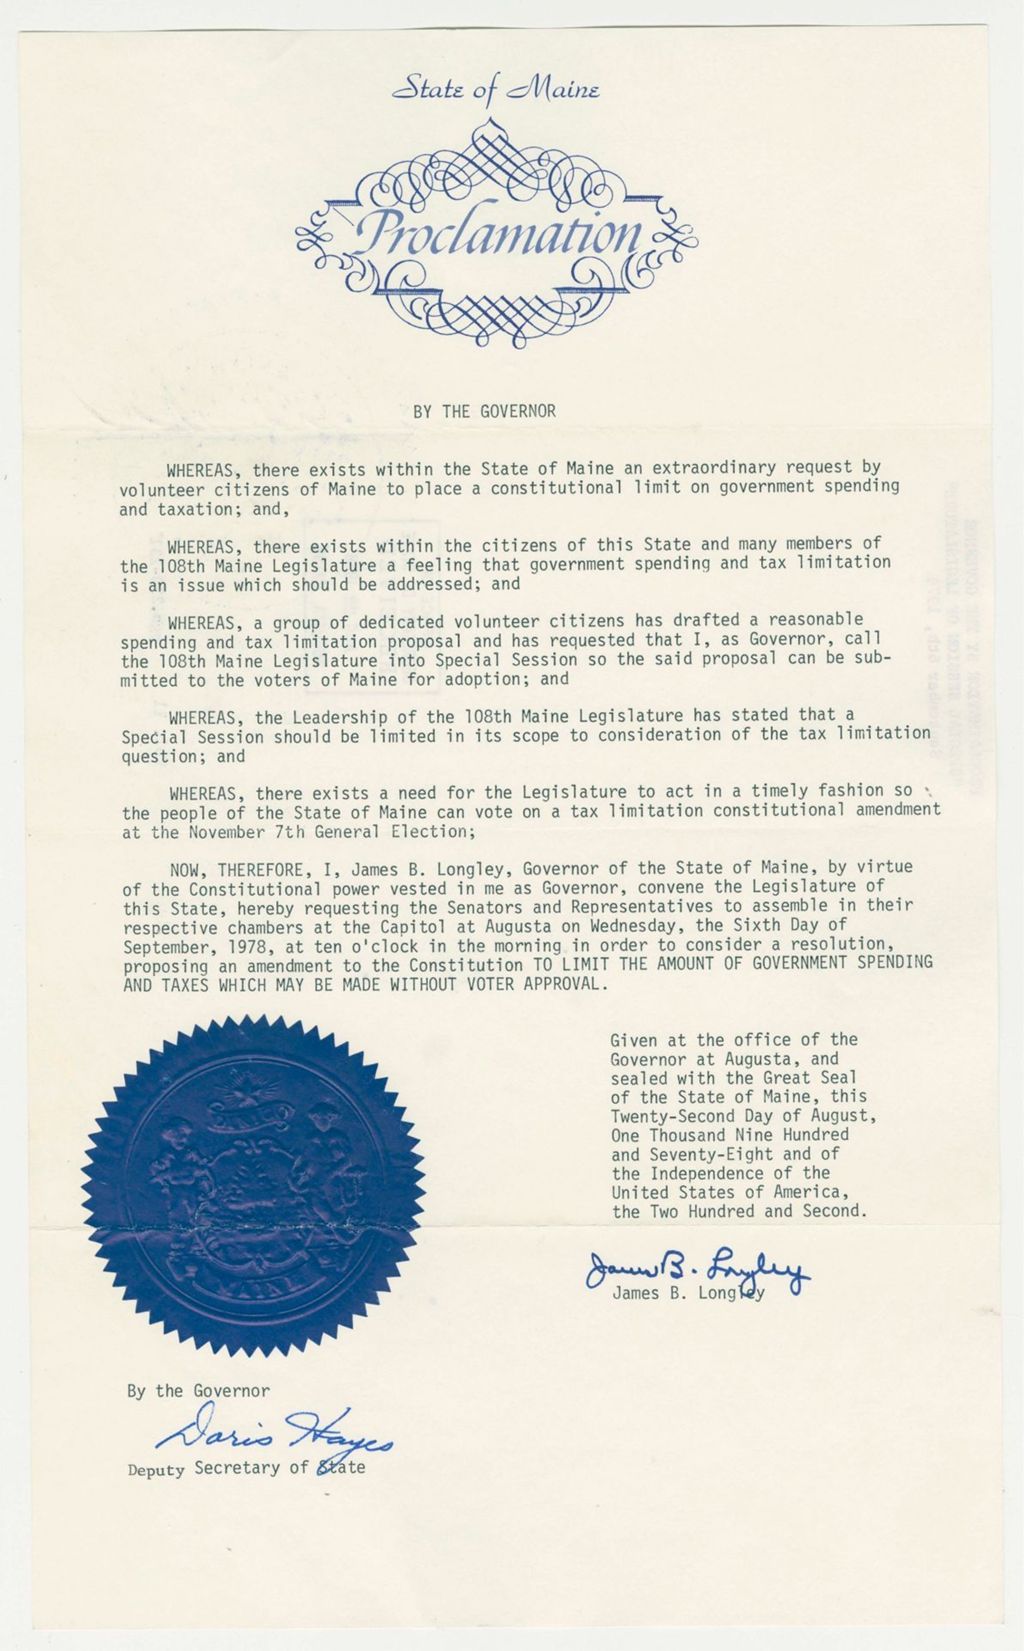 State of Maine
Proclamation
BY THE GOVERNOR
WHEREAS, there exists within the State of Maine an extraordinary request by
volunteer citizens of Maine to place a constitutional limit on government spending
and taxation; and,
WHEREAS, there exists within the citizens of this State and many members of
the 108th Maine Legislature a feeling that government spending and tax limitation
is an issue which should be addressed; and
WHEREAS, a group of dedicated volunteer citizens has drafted a reasonable
spending and tax limitation proposal and has requested that I, as Governor, call
the 108th Maine Legislature into Special Session so the said proposal can be sub-
mitted to the voters of Maine for adoption; and
WHEREAS, the Leadership of the 108th Maine Legislature has stated that a
Special Session should be limited in its scope to consideration of the tax limitation
question; and
WHEREAS, there exists a need for the Legislature to act in a timely fashion so
the people of the State of Maine can vote on a tax limitation constitutional amendment
at the November 7th General Election;
NOW, THEREFORE, I, James B. Longley, Governor of the State of Maine, by virtue
of the Constitutional power vested in me as Governor, convene the Legislature of
this State, hereby requesting the Senators and Representatives to assemble in their
respective chambers at the Capitol at Augusta on Wednesday, the Sixth Day of
September, 1978, at ten o'clock in the morning in order to consider a resolution,
proposing an amendment to the Constitution TO LIMIT THE AMOUNT OF GOVERNMENT SPENDING
AND TAXES WHICH MAY BE MADE WITHOUT VOTER APPROVAL.
Given at the office of the
Governor at Augusta, and
sealed with the Great Seal
of the State of Maine, this
Twenty-Second Day of August,
One Thousand Nine Hundred
and Seventy-Eight and of
the Independence of the
United States of America,
the Two Hundred and Second.
James B. Longley
James B. Longley
DIRIGO
MAINE
By the Governor
Doris Hayes
Deputy Secretary of State